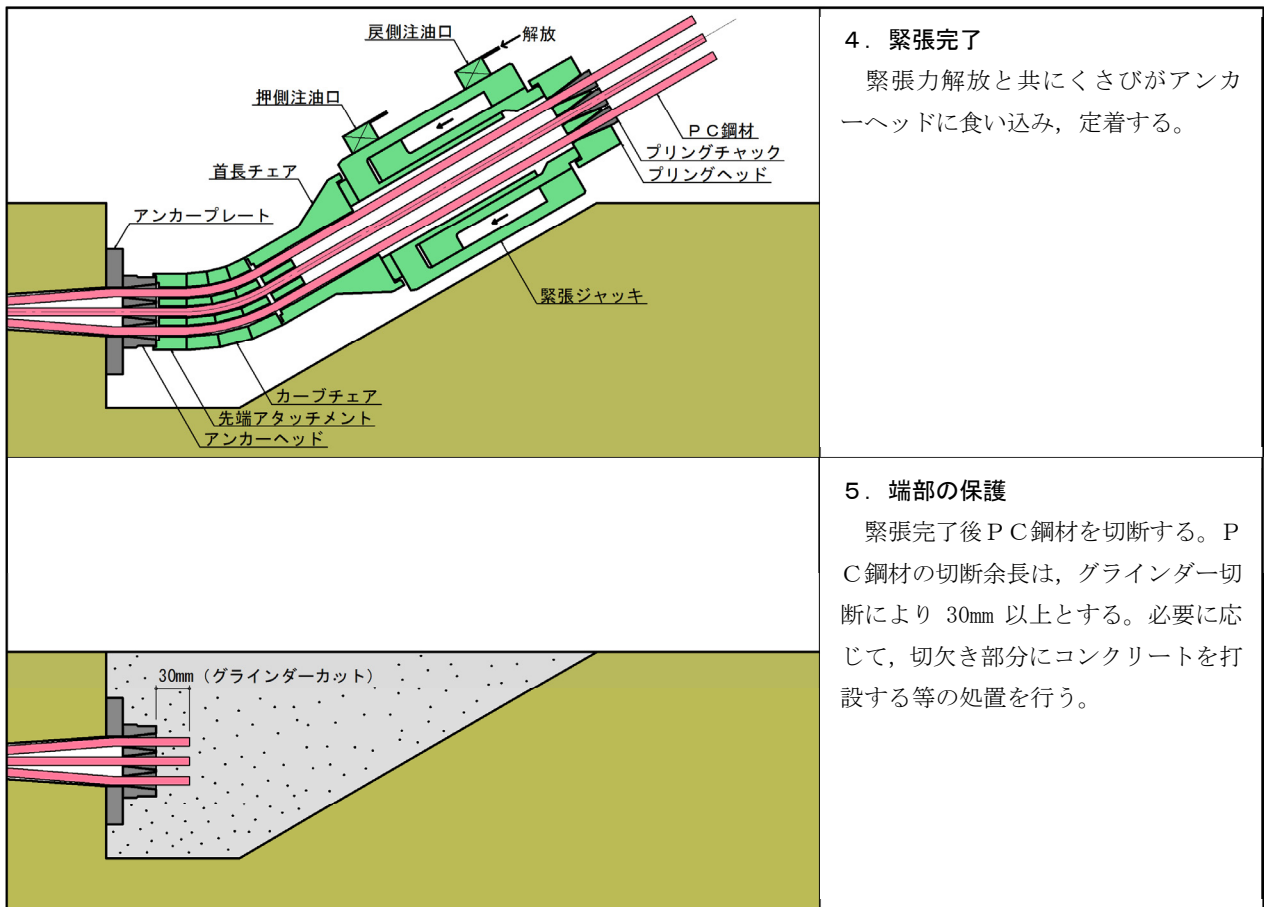 戻側注油口
解放
押側注油口
首長チェア
アンカープレート
PC鋼材
プリングチャック
プリングヘッド
緊張ジャッキ
カーブチェア
先端アタッチメント
アンカーヘッド
4．緊張完了
緊張力解放と共にくさびがアンカ
ーヘッドに食い込み，定着する。
30mm（グラインダーカット）
5．端部の保護
緊張完了後ＰＣ鋼材を切断する。Ｐ
Ｃ鋼材の切断余長は，グラインダー切
断により 30mm 以上とする。必要に応
じて，切欠き部分にコンクリートを打
設する等の処置を行う。